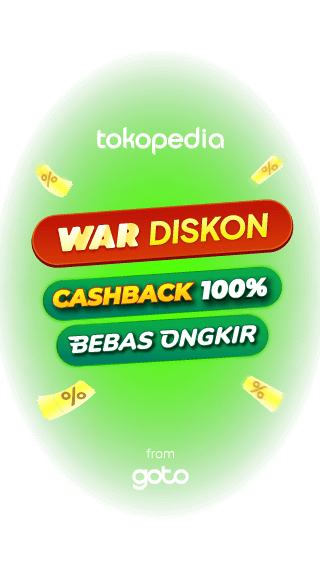 tokopedia
%
%
WAR DISKON
CASHBACK 100%
BEBAS ONGKIR
%
%
from
goto